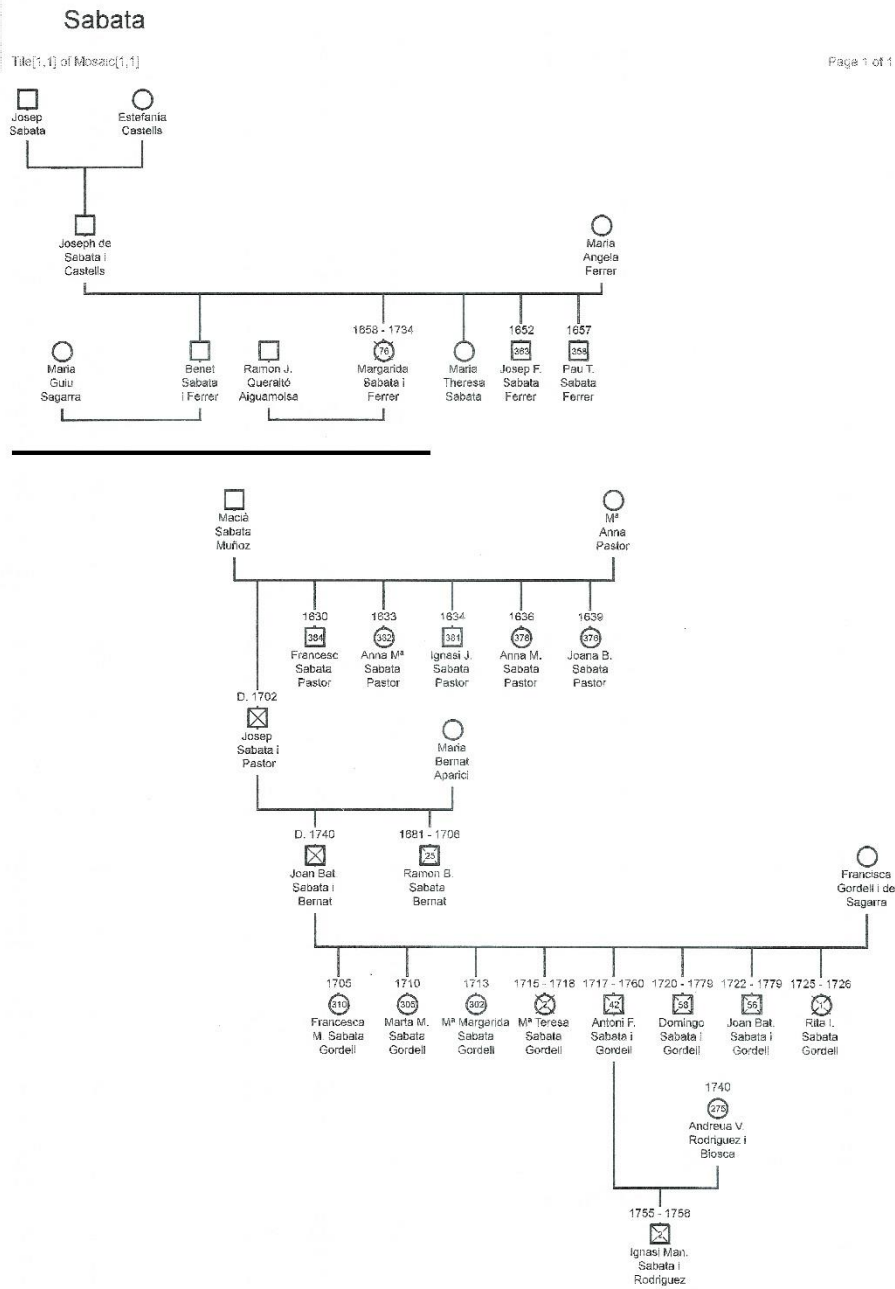 Sabata
Tile[1,1] of Mosaic[1,1]
Page 1 of 1
Josep
Sabata
Estefania
Castells
Joseph de
Sabata i
Castells
Maria
Angela
Ferrer
Maria
Guiu
Sagarra
Benet
Sabata
i Ferrer
Ramon J.
Queraltó
Aiguamolsa
1658 - 1734
76
Margarida
Sabata i
Ferrer
Maria
Theresa
Sabata
1652
363
Josep F.
Sabata
Ferrer
1657
358
Pau T.
Sabata
Ferrer
Macià
Sabata
Muñoz
Mª
Anna
Pastor
1630
384
Francesc
Sabata
Pastor
1633
382
Anna Mª
Sabata
Pastor
1634
381
Ignasi J.
Sabata
Pastor
1636
378
Anna M.
Sabata
Pastor
1639
376
Joana B.
Sabata
Pastor
D. 1702
Josep
Sabata i
Pastor
Maria
Bernat
Aparici
D. 1740
Joan Bat.
Sabata i
Bernat
1681 - 1706
25
Ramon B.
Sabata
Bernat
Francisca
Gordell i de
Sagarra
1705
310
Francesca
M. Sabata
Gordell
1710
305
Marta M.
Sabata
Gordell
1713
302
Mª Margarida
Sabata
Gordell
1715 - 1718
2
Mª Teresa
Sabata
Gordell
1717 - 1760
42
Antoni F.
Sabata i
Gordell
1720 - 1779
58
Domingo
Sabata i
Gordell
1722 - 1779
56
Joan Bat.
Sabata i
Gordell
1725 - 1726
1
Rita I.
Sabata
Gordell
1740
275
Andreua V.
Rodriguez i
Biosca
1755 - 1758
2
Ignasi Man.
Sabata i
Rodriguez